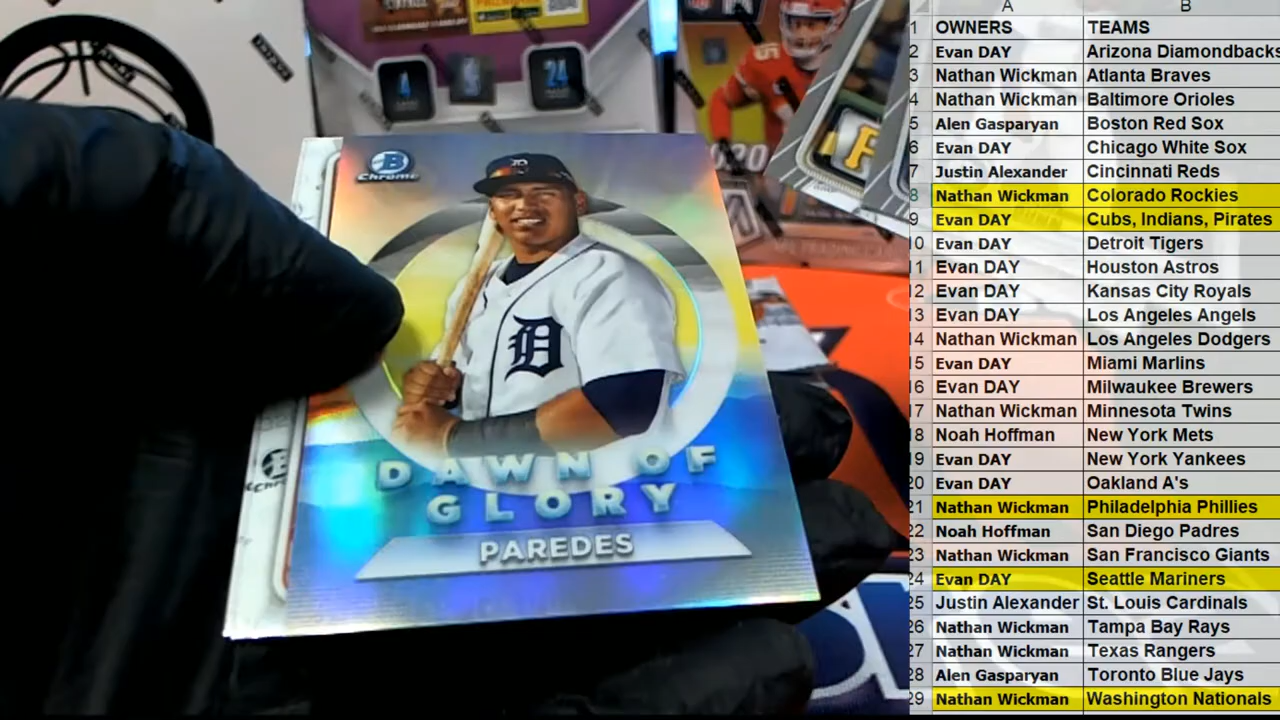 Chrome
D
DAWN OF
GLORY
PAREDES
4
24
15
2020
P
A B
1 OWNERS TEAMS
2 Evan DAY Arizona Diamondbacks
3 Nathan Wickman Atlanta Braves
4 Nathan Wickman Baltimore Orioles
5 Alen Gasparyan Boston Red Sox
6 Evan DAY Chicago White Sox
7 Justin Alexander Cincinnati Reds
8 Nathan Wickman Colorado Rockies
9 Evan DAY Cubs, Indians, Pirates
10 Evan DAY Detroit Tigers
11 Evan DAY Houston Astros
12 Evan DAY Kansas City Royals
13 Evan DAY Los Angeles Angels
14 Nathan Wickman Los Angeles Dodgers
15 Evan DAY Miami Marlins
16 Evan DAY Milwaukee Brewers
17 Nathan Wickman Minnesota Twins
18 Noah Hoffman New York Mets
19 Evan DAY New York Yankees
20 Evan DAY Oakland A's
21 Nathan Wickman Philadelphia Phillies
22 Noah Hoffman San Diego Padres
23 Nathan Wickman San Francisco Giants
24 Evan DAY Seattle Mariners
25 Justin Alexander St. Louis Cardinals
26 Nathan Wickman Tampa Bay Rays
27 Nathan Wickman Texas Rangers
28 Alen Gasparyan Toronto Blue Jays
29 Nathan Wickman Washington Nationals